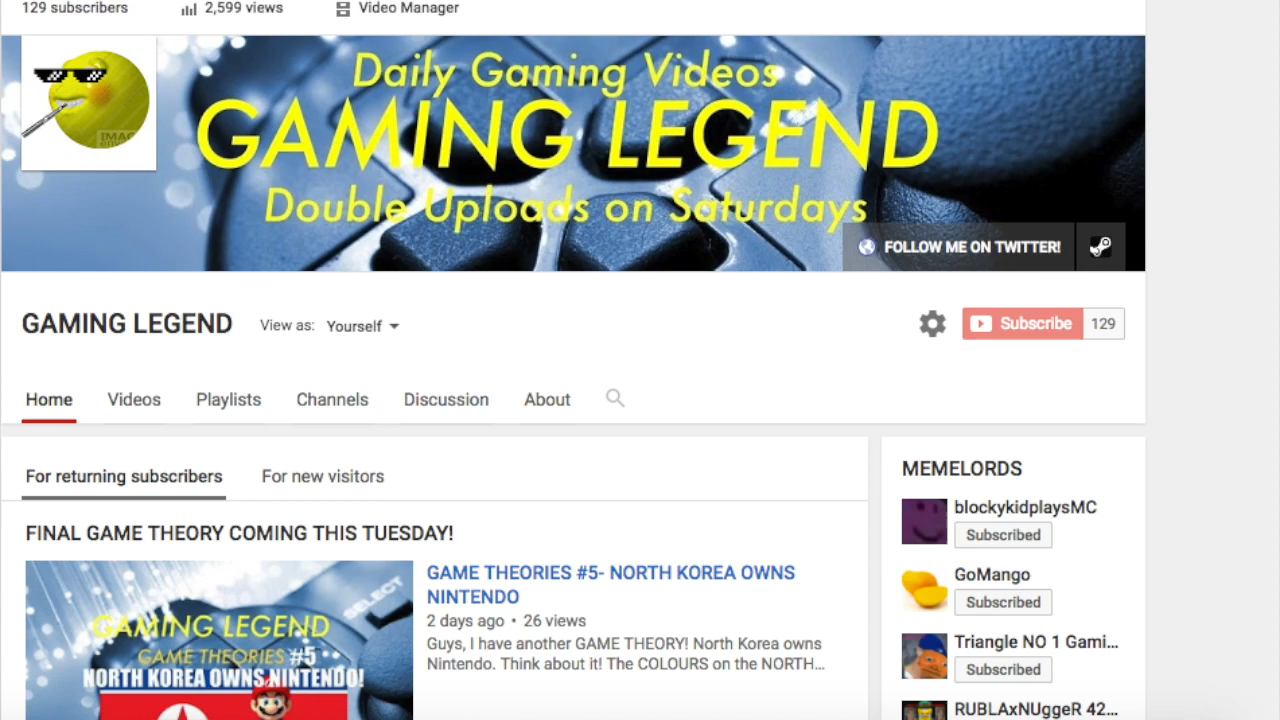 129 subscribers
2,599 views
Video Manager
Daily Gaming Videos
GAMING LEGEND
Double Uploads on Saturdays
FOLLOW ME ON TWITTER!
GAMING LEGEND
View as: Yourself
Subscribe 129
Home
Videos
Playlists
Channels
Discussion
About
For returning subscribers
For new visitors
FINAL GAME THEORY COMING THIS TUESDAY!
SELECT
GAMING LEGEND
GAME THEORIES #5
NORTH KOREA OWNS NINTENDO!
GAME THEORIES #5- NORTH KOREA OWNS
NINTENDO
2 days ago • 26 views
Guys, I have another GAME THEORY! North Korea owns
Nintendo. Think about it! The COLOURS on the NORTH...
MEMELORDS
blockykidplaysMC
Subscribed
GoMango
Subscribed
Triangle NO 1 Gami...
Subscribed
RUBLAxNUggeR 42...